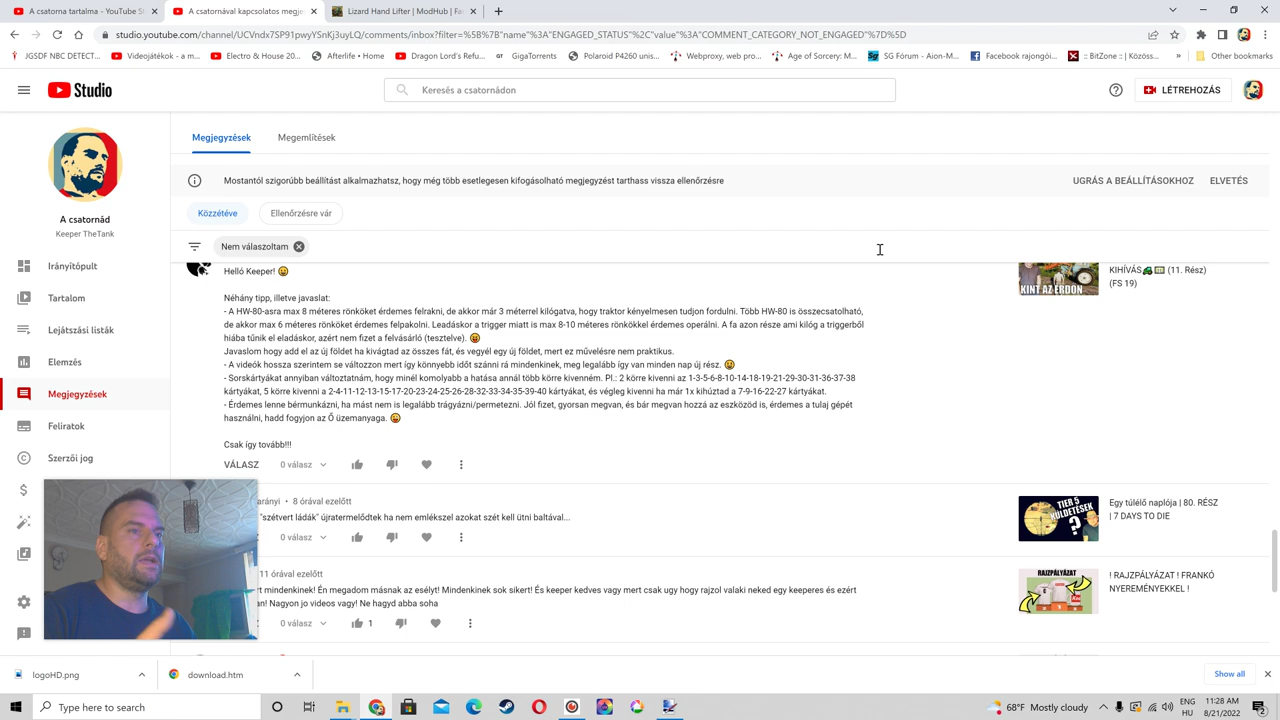 A csatorna tartalma - YouTube St
A csatornával kapcsolatos megje
Lizard Hand Lifter | ModHub | Fa
studio.youtube.com/channel/UCVndx7SP91pwyYSnKj3uyLQ/comments/inbox?filter=%5B%7B"name"%3A"ENGAGED_STATUS"%2C"value"%3A"COMMENT_CATEGORY_NOT_ENGAGED"%7D%5D
JGSDF NBC DETECT...
Videojátékok - a m...
Electro & House 20...
Afterlife • Home
Dragon Lord's Refu...
GT
GigaTorrents
Polaroid P4260 unis...
Webproxy, web pro...
Age of Sorcery: M...
SG Fórum - Aion-M...
Facebook rajongói...
:: BitZone :: | Közöss...
»
Other bookmarks
Studio
Keresés a csatornádon
LÉTREHOZÁS
A csatornád
Keeper TheTank
Irányítópult
Tartalom
Lejátszási listák
Elemzés
Megjegyzések
Feliratok
Szerzői jog
Megjegyzések
Megemlítések
Mostantól szigorúbb beállítást alkalmazhatsz, hogy még több esetlegesen kifogásolható megjegyzést tarthass vissza ellenőrzésre
UGRÁS A BEÁLLÍTÁSOKHOZ
ELVETÉS
Közzétéve
Ellenőrzésre vár
Nem válaszoltam
Helló Keeper!
Néhány tipp, illetve javaslat:
- A HW-80-asra max 8 méteres rönköket érdemes felrakni, de akkor már 3 méterrel kilógatva, hogy traktor kényelmesen tudjon fordulni. Több HW-80 is összecsatolható,
de akkor max 6 méteres rönköket érdemes felpakolni. Leadáskor a trigger miatt is max 8-10 méteres rönkökkel érdemes operálni. A fa azon része ami kilóg a triggerből
hiába tűnik el eladáskor, azért nem fizet a felvásárló (tesztelve).
Javaslom hogy add el az új földet ha kivágtad az összes fát, és vegyél egy új földet, mert ez művelésre nem praktikus.
- A videók hossza szerintem se változzon mert így könnyebb időt szánni rá mindenkinek, meg legalább így van minden nap új rész.
- Sorskártyákat annyiban változtatnám, hogy minél komolyabb a hatása annál több körre kivenném. Pl.: 2 körre kivenni az 1-3-5-6-8-10-14-18-19-21-29-30-31-36-37-38
kártyákat, 5 körre kivenni a 2-4-11-12-13-15-17-20-23-24-25-26-28-32-33-34-35-39-40 kártyákat, és végleg kivenni ha már 1x kihúztad a 7-9-16-22-27 kártyákat.
- Érdemes lenne bérmunkázni, ha mást nem is legalább trágyázni/permetezni. Jól fizet, gyorsan megvan, és bár megvan hozzá az eszközöd is, érdemes a tulaj gépét
használni, hadd fogyjon az Ő üzemanyaga.
Csak így tovább!!!
VÁLASZ
0 válasz
KIHÍVÁS (11. Rész)
(FS 19)
KINT AZ ERDŐN
arányi • 8 órával ezelőtt
"szétvert ládák" újratermelődtek ha nem emlékszel azokat szét kell ütni baltával...
0 válasz
TIER 5
KÜLDETÉSEK
?
Egy túlélő naplója | 80. RÉSZ
| 7 DAYS TO DIE
11 órával ezelőtt
rt mindenkinek! Én megadom másnak az esélyt! Mindenkinek sok sikert! És keeper kedves vagy mert csak ugy hogy rajzol valaki neked egy keeperes és ezért
an! Nagyon jo videos vagy! Ne hagyd abba soha
0 válasz
1
RAJZPÁLYÁZAT
! RAJZPÁLYÁZAT ! FRANKÓ
NYEREMÉNYEKKEL !
logoHD.png
download.htm
Show all
Type here to search
68°F Mostly cloudy
ENG
HU
11:28 AM
8/21/2022
2